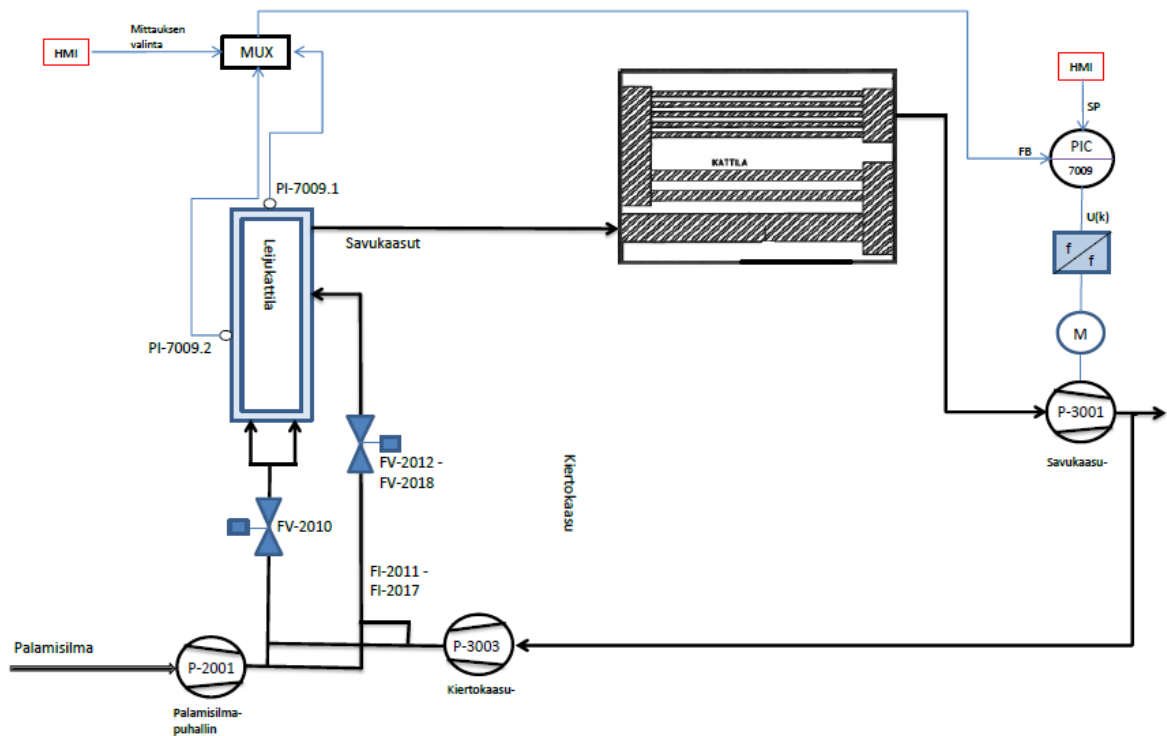 Mittauksen
valinta
HMI
MUX
HMI
SP
PIC
7009
FB
U(k)
f
f
M
KATTILA
PI-7009.1
Savukaasut
Leijukattila
PI-7009.2
P-3001
Savukaasu-
FV-2012 -
FV-2018
Kiertokaasu
FV-2010
FI-2011 -
FI-2017
Palamisilma
P-2001
P-3003
Kiertokaasu-
Palamisilma-
puhallin